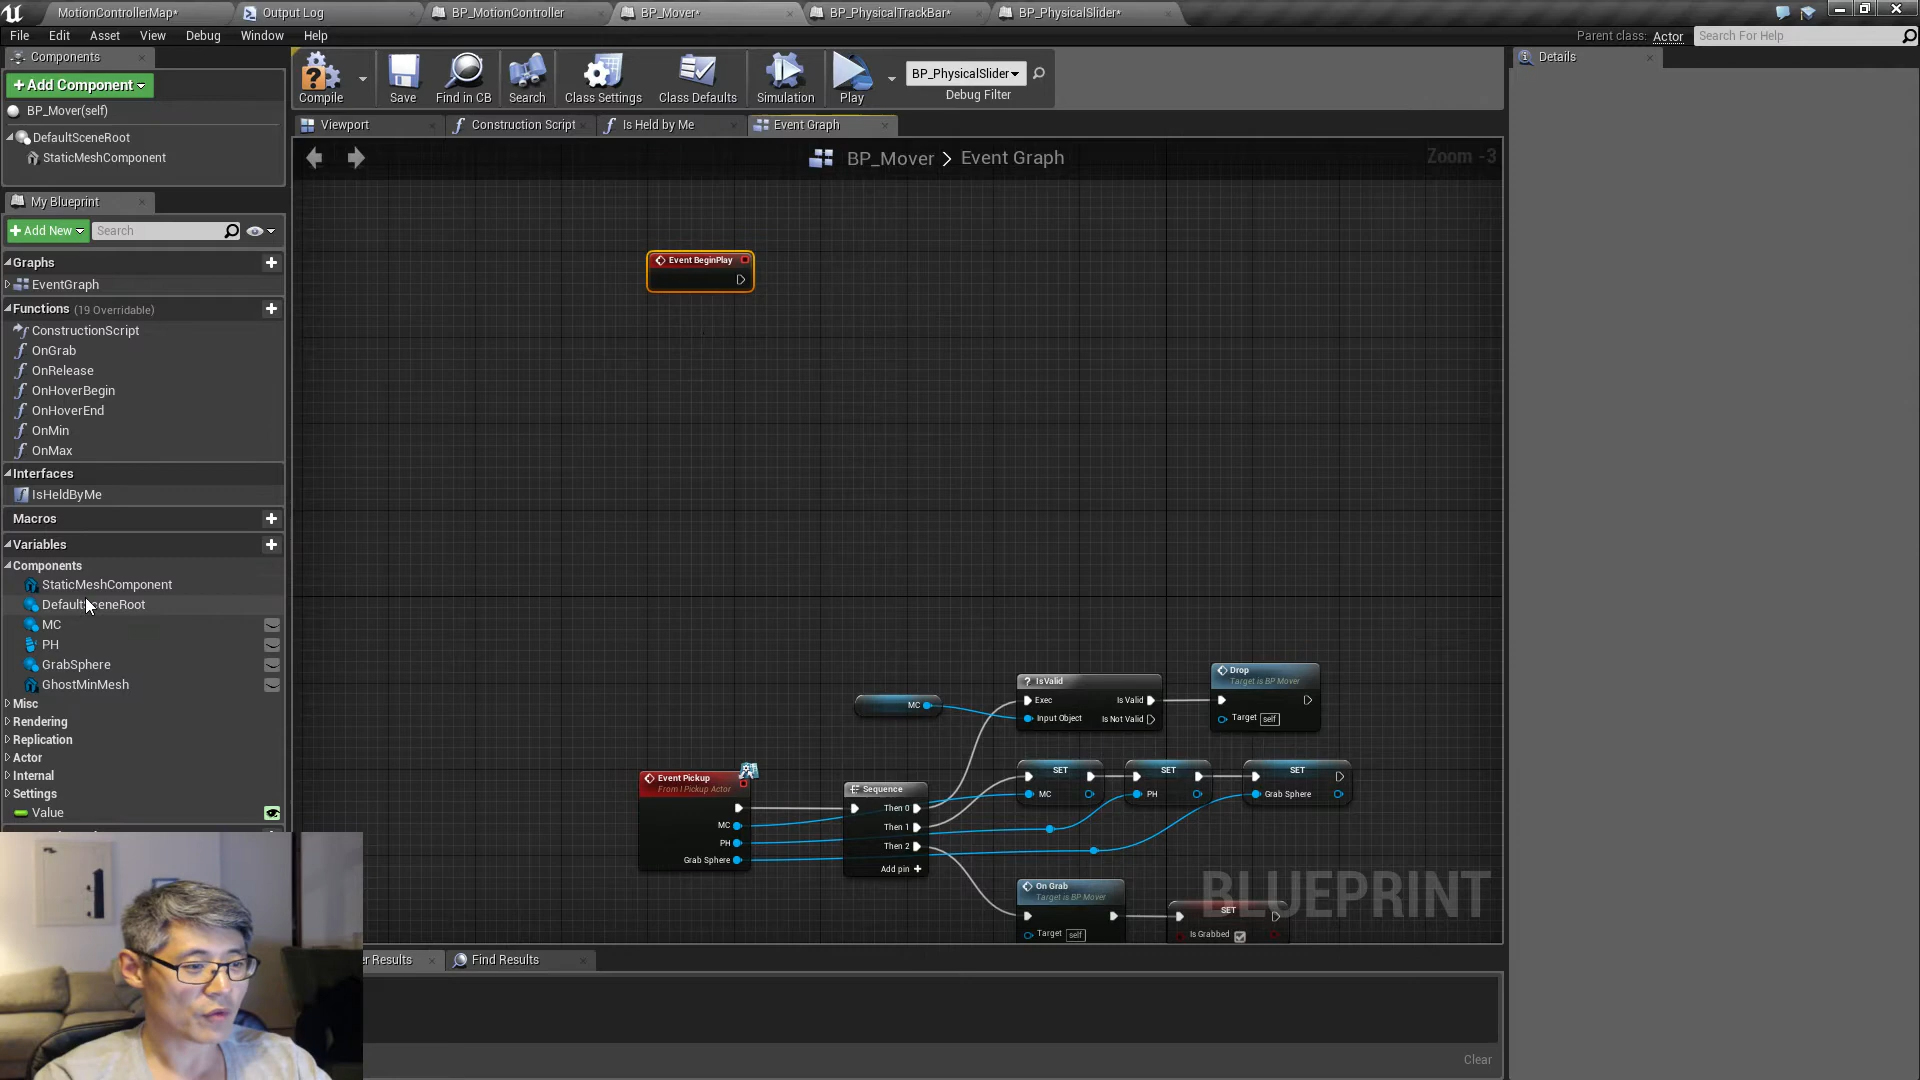 MotionControllerMap*
Output Log
BP_MotionController
BP_Mover*
BP_PhysicalTrackBar*
BP_PhysicalSlider*
File
Edit
Asset
View
Debug
Window
Help
Parent class:
Actor
Search For Help
Components
Add Component
BP_Mover(self)
DefaultSceneRoot
StaticMeshComponent
My Blueprint
Add New
Search
Graphs
EventGraph
Functions (19 Overridable)
ConstructionScript
OnGrab
OnRelease
OnHoverBegin
OnHoverEnd
OnMin
OnMax
Interfaces
IsHeldByMe
Macros
Variables
Components
StaticMeshComponent
DefaultSceneRoot
MC
PH
GrabSphere
GhostMinMesh
Misc
Rendering
Replication
Actor
Internal
Settings
Value
Compile
Save
Find in CB
Search
Class Settings
Class Defaults
Simulation
Play
BP_PhysicalSlider
Debug Filter
Viewport
Construction Script
Is Held by Me
Event Graph
BP_Mover > Event Graph
Zoom -3
Event BeginPlay
MC
IsValid
Exec
Is Valid
Input Object
Is Not Valid
Drop
Target is BP Mover
Target
self
Event Pickup
From I Pickup Actor
MC
PH
Grab Sphere
Sequence
Then 0
Then 1
Then 2
Add pin
SET
MC
SET
PH
SET
Grab Sphere
On Grab
Target is BP Mover
Target
self
SET
Is Grabbed
BLUEPRINT
er Results
Find Results
Clear
Details